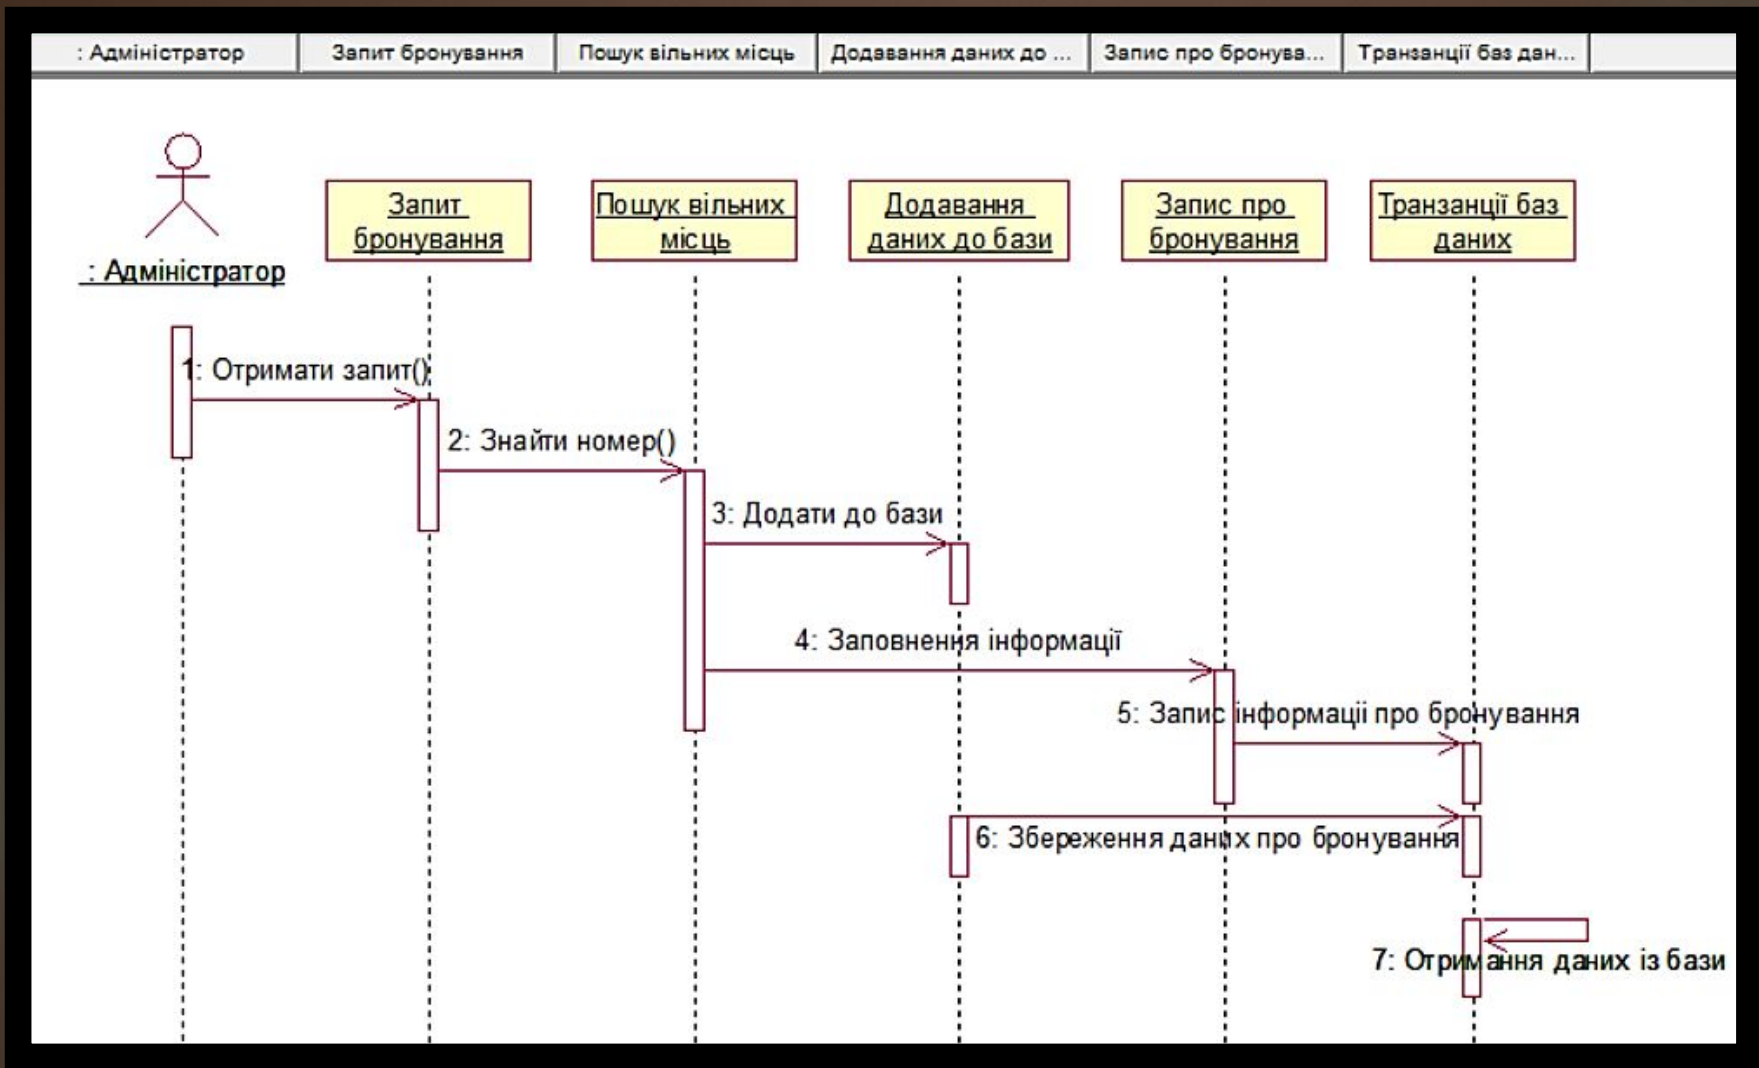 : Адміністратор
Запит бронування
Пошук вільних місць
Додавання даних до ...
Запис про бронува...
Транзанції баз дан...
: Адміністратор
Запит
бронування
Пошук вільних
місць
Додавання
даних до бази
Запис про
бронування
Транзанції баз
даних
1: Отримати запит()
2: Знайти номер()
3: Додати до бази
4: Заповнення інформації
5: Запис інформаціі про бронування
6: Збереження даних про бронування
7: Отримання даних із бази